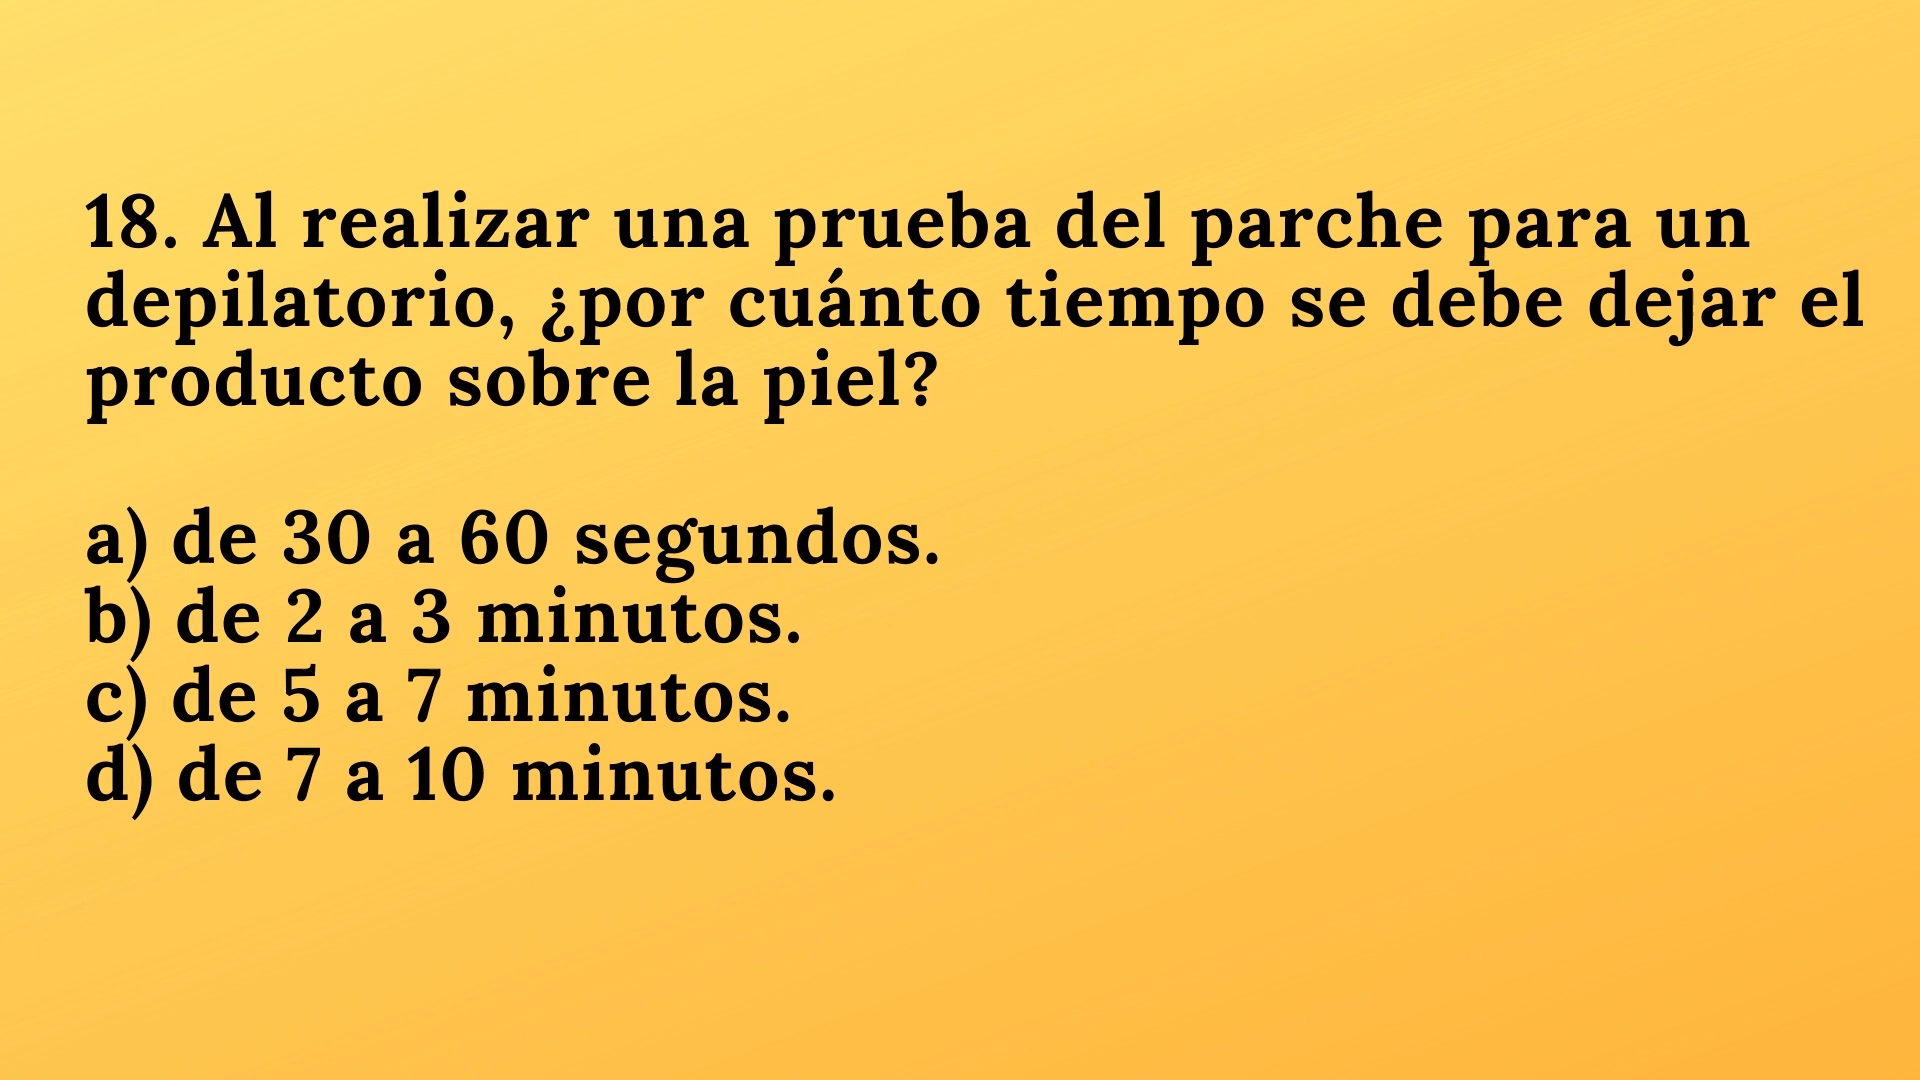 18. Al realizar una prueba del parche para un
depilatorio, ¿por cuánto tiempo se debe dejar el
producto sobre la piel?
a) de 30 a 60 segundos.
b) de 2 a 3 minutos.
c) de 5 a 7 minutos.
d) de 7 a 10 minutos.